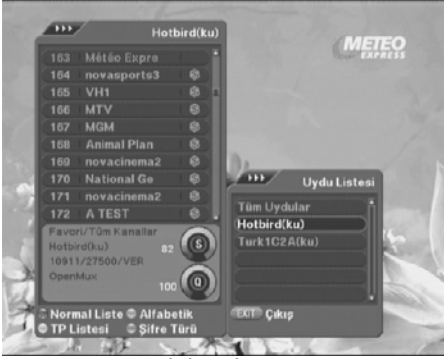 Hotbird(ku)
METEO
EXPRESS
163 Météo Expre
164 novasports3
165 VH1
166 MTV
167 MGM
168 Animal Plan
169 novacinema2
170 National Ge
171 novacinema2
172 A TEST
Favori/Tüm Kanallar
Hotbird(ku)
10911/27500/VER
OpenMux
82 S
100 Q
Normal Liste Alfabetik
TP Listesi Şifre Türü
Uydu Listesi
Tüm Uydular
Hotbird(ku)
Turk1C2A(ku)
EXIT Çıkış